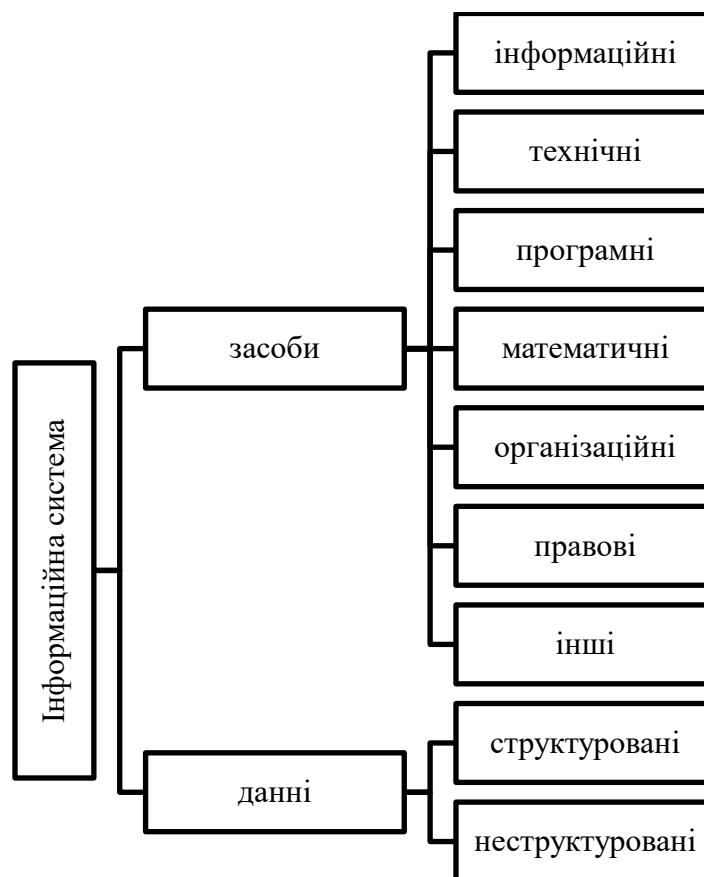 інформаційні
технічні
програмні
математичні
організаційні
правові
інші
засоби
Інформаційна система
данні
структуровані
неструктуровані